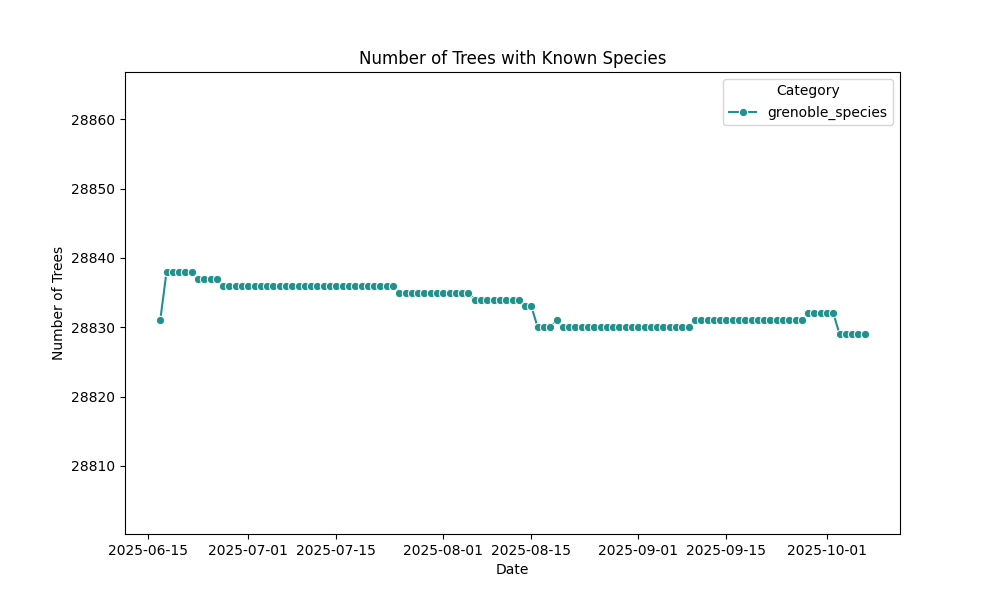 Number of Trees with Known Species
Category
grenoble_species
Number of Trees
28860
28850
28840
28830
28820
28810
2025-06-15 2025-07-01 2025-07-15 2025-08-01 2025-08-15 2025-09-01 2025-09-15 2025-10-01
Date